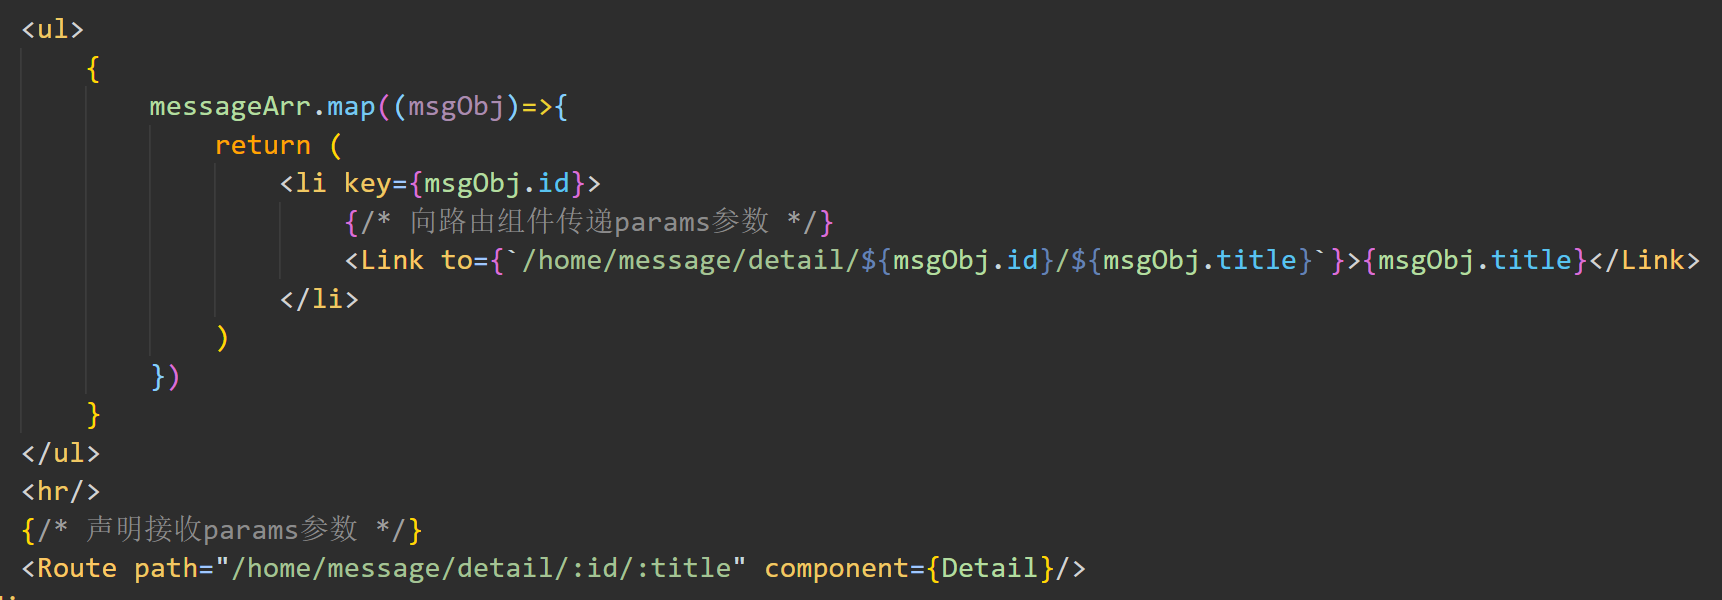 <ul>
{
messageArr.map((msgObj)=>{
return (
<li key={msgObj.id}>
{/* 向路由组件传递params参数 */}
<Link to={`/home/message/detail/${msgObj.id}/${msgObj.title}`}>{msgObj.title}</Link>
</li>
)
})
}
</ul>
<hr/>
{/* 声明接收params参数 */}
<Route path="/home/message/detail/:id/:title" component={Detail}/>